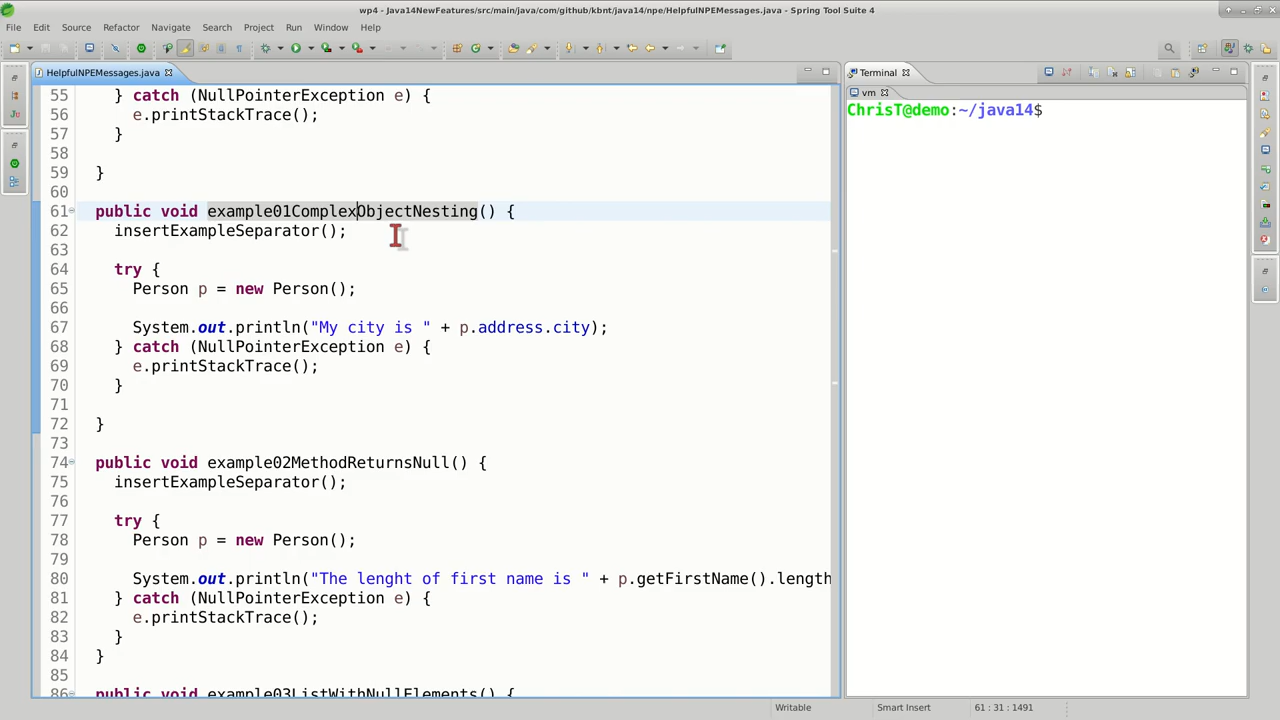 wp4 - Java14NewFeatures/src/main/java/com/github/kbnt/java14/npe/HelpfulNPEMessages.java - Spring Tool Suite 4
File Edit Source Refactor Navigate Search Project Run Window Help
HelpfulNPEMessages.java
55 } catch (NullPointerException e) {
56 e.printStackTrace();
57 }
58
59 }
60
61 public void example01ComplexObjectNesting() {
62 insertExampleSeparator();
63
64 try {
65 Person p = new Person();
66
67 System.out.println("My city is " + p.address.city);
68 } catch (NullPointerException e) {
69 e.printStackTrace();
70 }
71
72 }
73
74 public void example02MethodReturnsNull() {
75 insertExampleSeparator();
76
77 try {
78 Person p = new Person();
79
80 System.out.println("The lenght of first name is " + p.getFirstName().length
81 } catch (NullPointerException e) {
82 e.printStackTrace();
83 }
84 }
85
86 public void example03ListWithNullElements() {
Terminal
vm
ChrisT@demo:~/java14$
Writable Smart Insert 61 : 31 : 1491